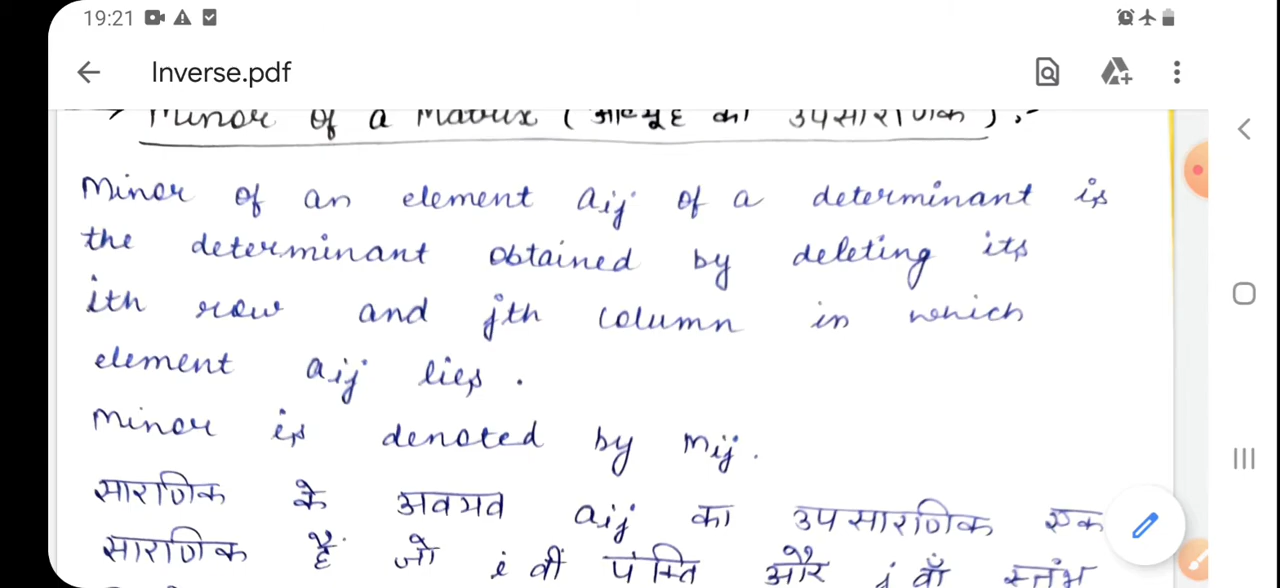 19:21
Inverse.pdf
→ Minor of a Matrix (आव्यूह का उपसारणिक) :-
Minor of an element aij of a determinant is
the determinant obtained by deleting its
ith row and jth column in which
element aij lies .
Minor is denoted by Mij .
सारणिक के अवयव aij का उपसारणिक एक
सारणिक है जो i वीं पंक्ति और j वाँ स्तंभ